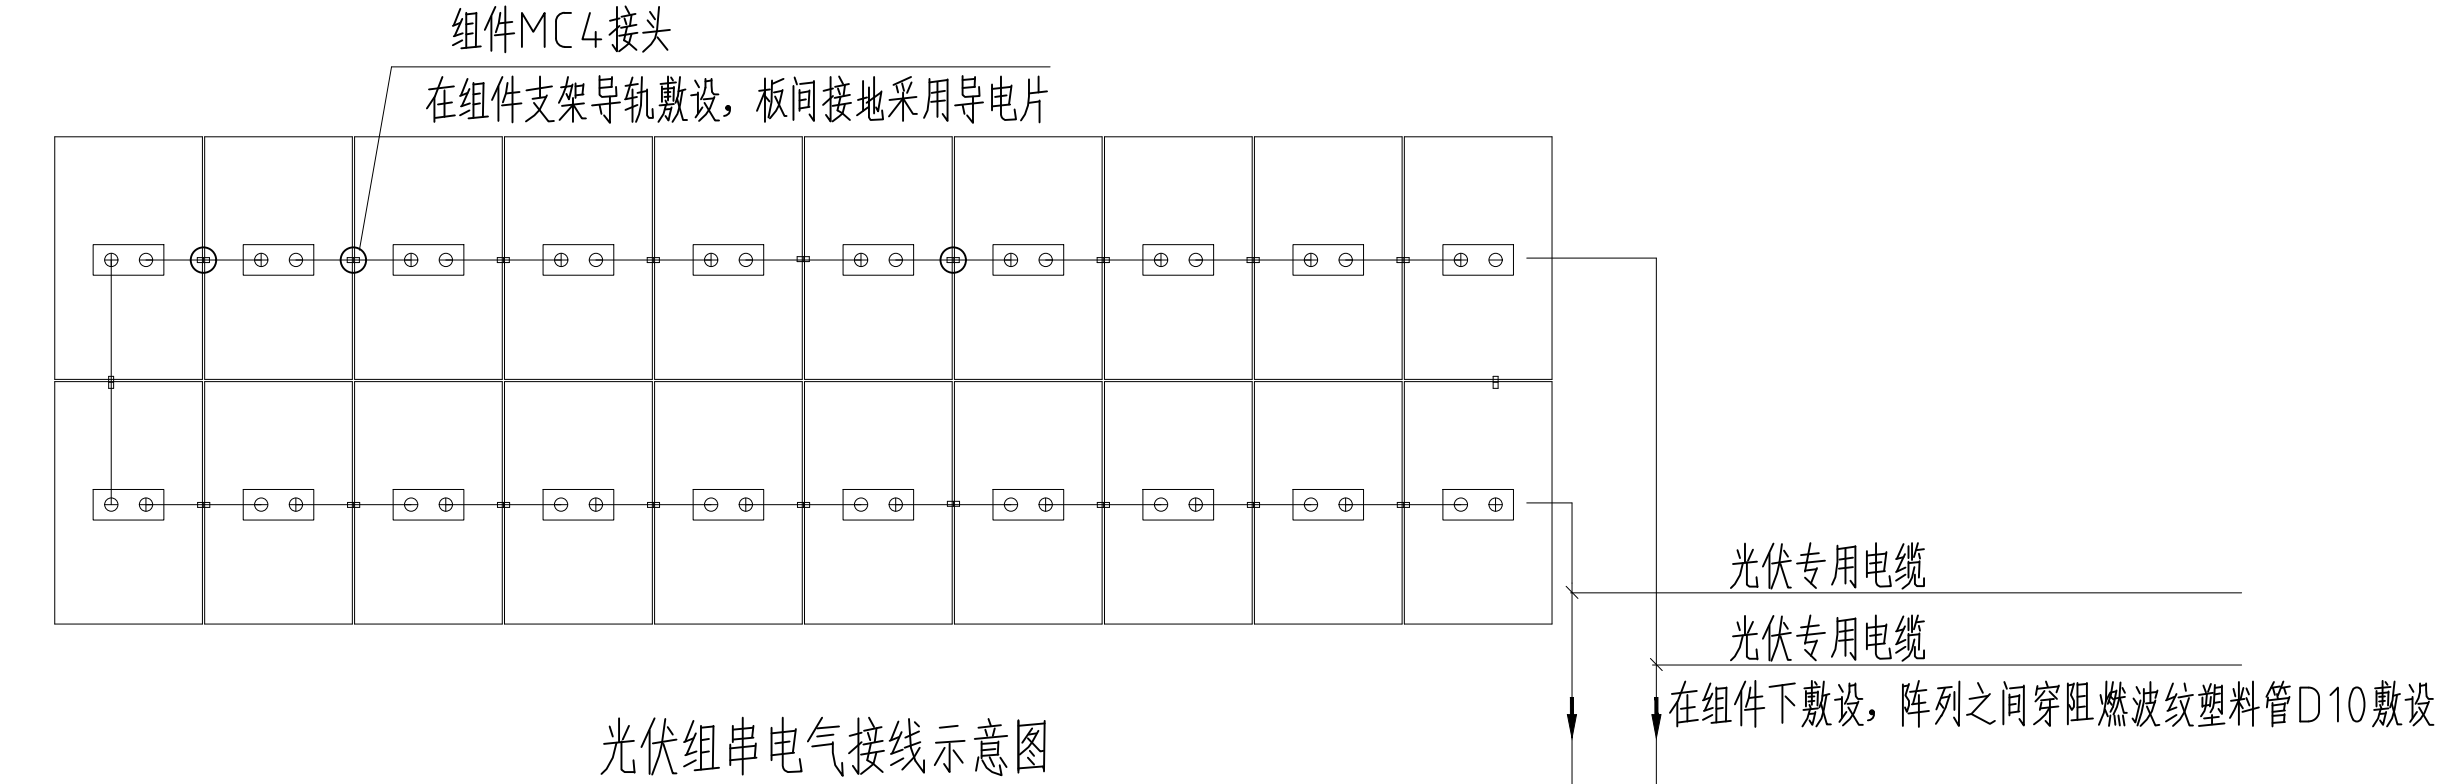 组件MC4接头
在组件支架导轨敷设，板间接地采用导电片
光伏专用电缆
光伏专用电缆
在组件下敷设，阵列之间穿阻燃波纹塑料管D10敷设
光伏组串电气接线示意图